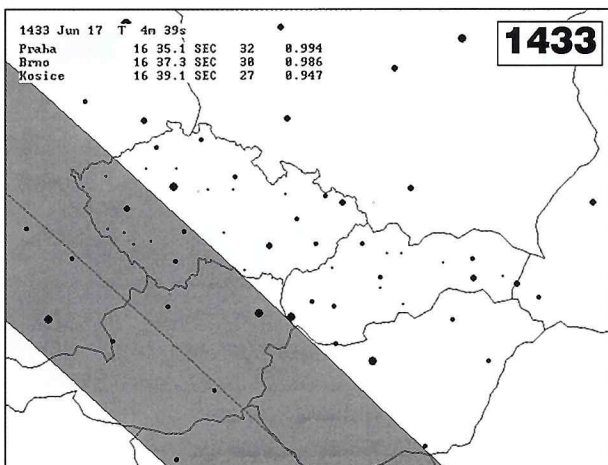 1433 Jun 17 T 4m 39s
1433
Praha 16 35.1 SEC 32 0.994
Brno 16 37.3 SEC 30 0.986
Kosice 16 39.1 SEC 27 0.947